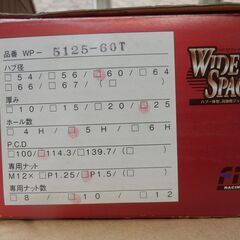 品番 WP- 5125-60T
ハブ径
□54/□56/□60/□64
/□66/□67/□73
厚み
□10/□15/□20/□25
ホール数
□4H/□5H/□6H
P.C.D
□100/□114.3/□139.7/□
専用ナット
M12×□P1.25/□P1.5/□
専用ナット
□8/□10/□12
WIDE
SPAC
RACING